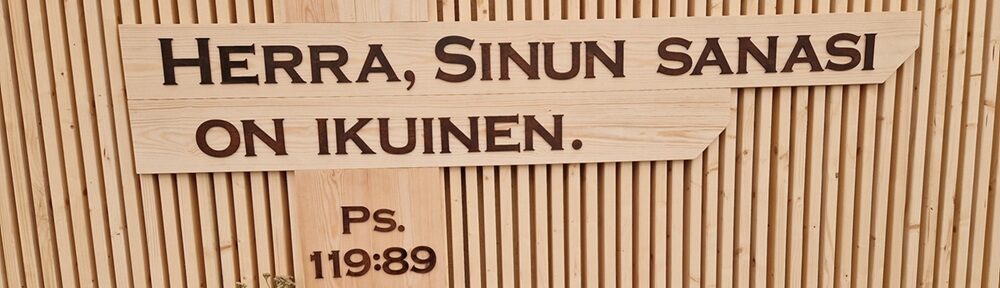 HERRA, SINUN SANASI
ON IKUINEN.
PS.
119:89